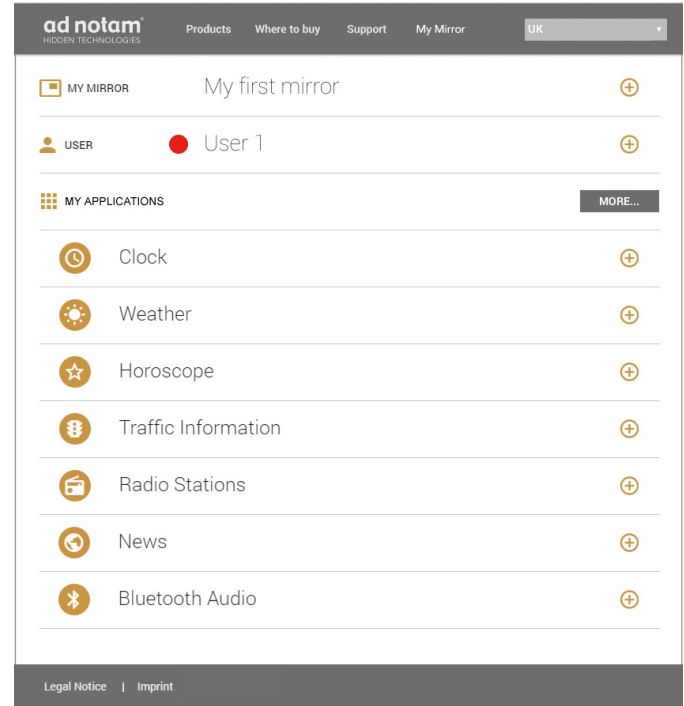 ad notam®
HIDDEN TECHNOLOGIES
Products Where to buy Support My Mirror UK
MY MIRROR My first mirror
USER User 1
MY APPLICATIONS MORE...
Clock
Weather
Horoscope
Traffic Information
Radio Stations
News
Bluetooth Audio
Legal Notice | Imprint